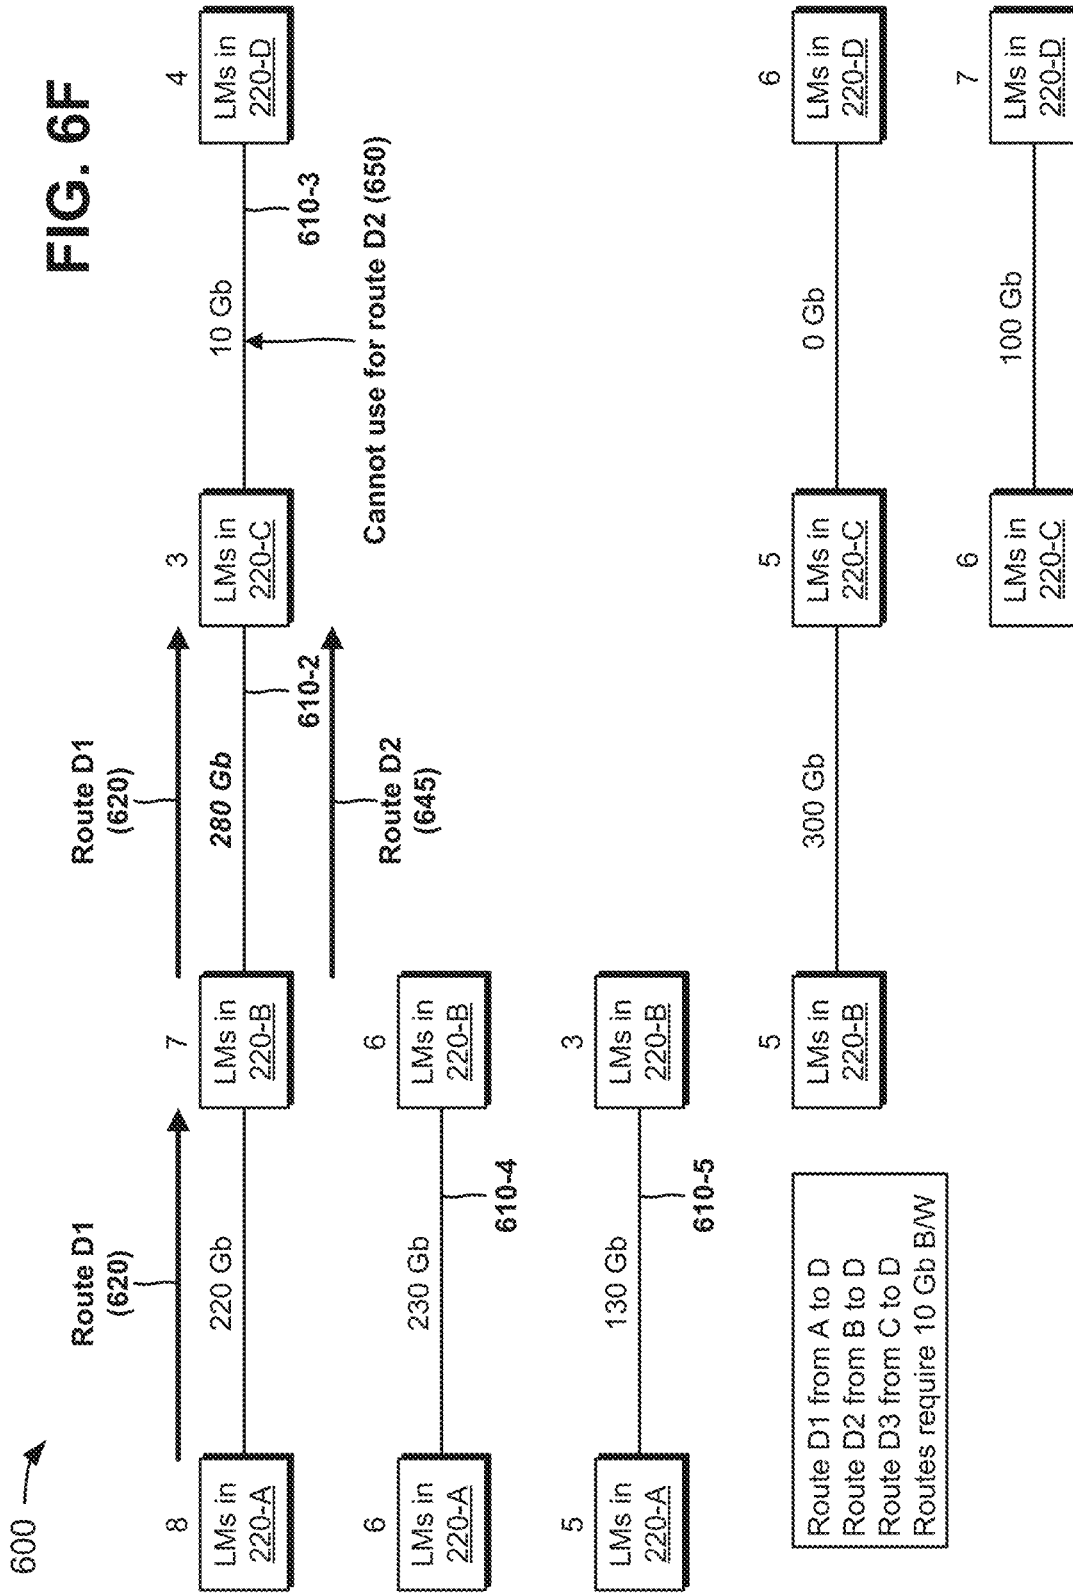 600
FIG. 6F
Route D1
(620)
Route D1
(620)
8
LMs in
220-A
220 Gb
7
LMs in
220-B
280 Gb
610-2
3
LMs in
220-C
10 Gb
610-3
4
LMs in
220-D
Route D2
(645)
Cannot use for route D2 (650)
6
LMs in
220-A
230 Gb
610-4
6
LMs in
220-B
5
LMs in
220-A
130 Gb
610-5
3
LMs in
220-B
5
LMs in
220-B
300 Gb
5
LMs in
220-C
0 Gb
6
LMs in
220-D
6
LMs in
220-C
100 Gb
7
LMs in
220-D
Route D1 from A to D
Route D2 from B to D
Route D3 from C to D
Routes require 10 Gb B/W